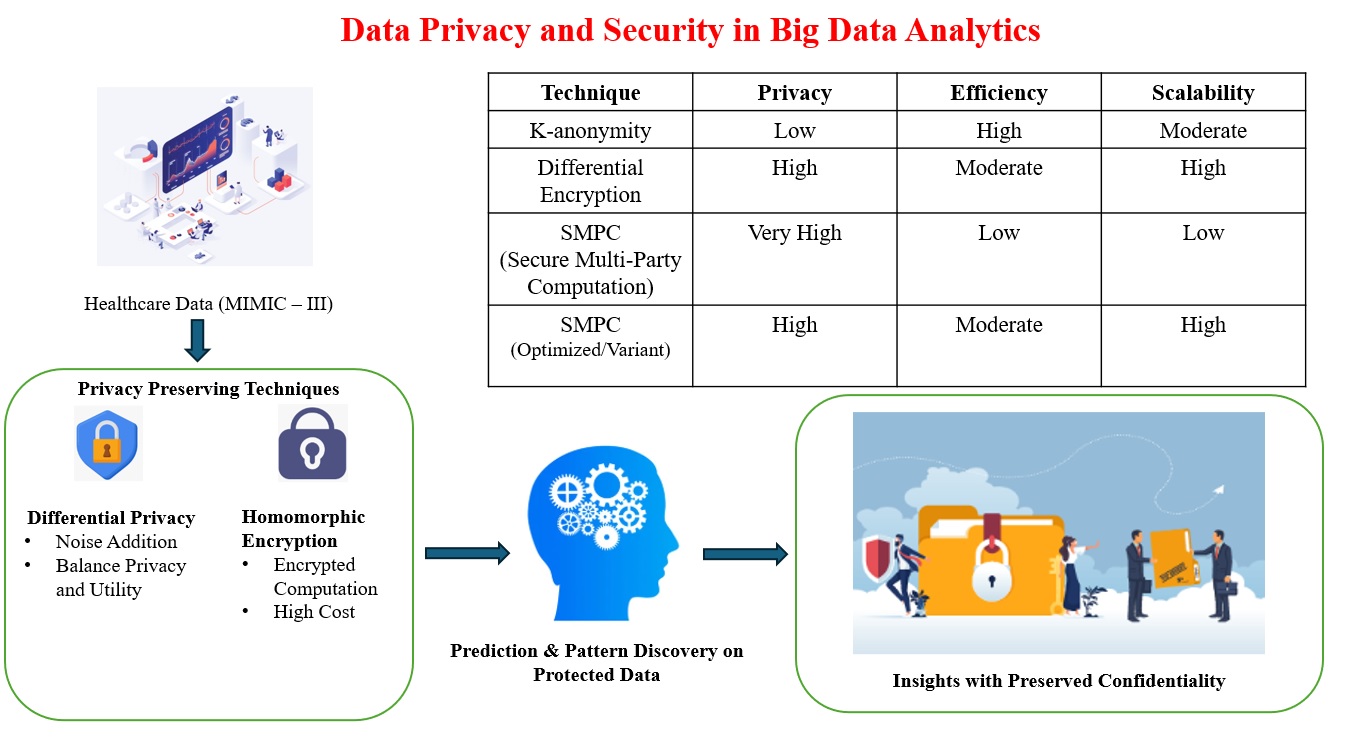 Data Privacy and Security in Big Data Analytics
Technique Privacy Efficiency Scalability
K-anonymity Low High Moderate
Differential High Moderate High
Encryption
SMPC Very High Low Low
(Secure Multi-Party
Computation)
SMPC High Moderate High
(Optimized/Variant)
Healthcare Data (MIMIC – III)
Privacy Preserving Techniques
Differential Privacy
• Noise Addition
• Balance Privacy
and Utility
Homomorphic
Encryption
• Encrypted
Computation
• High Cost
Prediction & Pattern Discovery on
Protected Data
Insights with Preserved Confidentiality